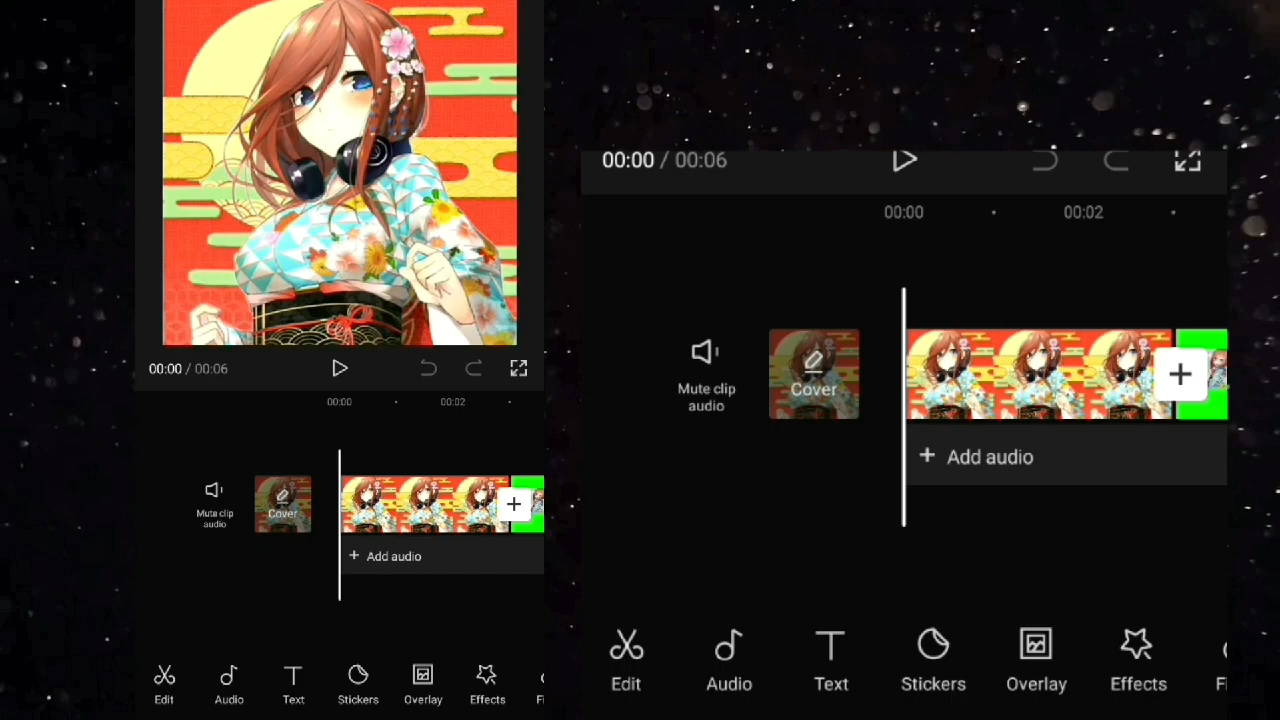 00:00 / 00:06
00:00
00:02
Mute clip
audio
Cover
+ Add audio
Edit
Audio
Text
Stickers
Overlay
Effects
00:00 / 00:06
00:00
00:02
Mute clip
audio
Cover
+ Add audio
Edit
Audio
Text
Stickers
Overlay
Effects